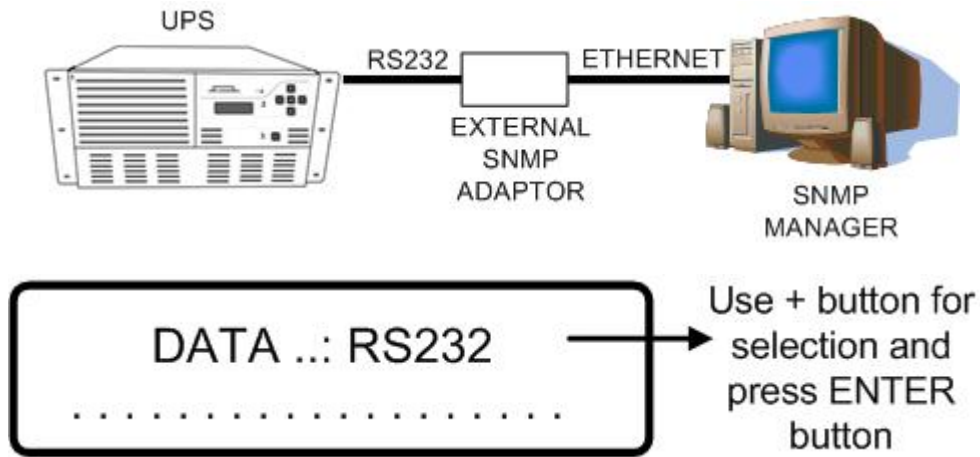 UPS
RS232
ETHERNET
EXTERNAL
SNMP
ADAPTOR
SNMP
MANAGER
DATA ..: RS232
. . . . . . . . . . . . . . . . . . .
Use + button for
selection and
press ENTER
button